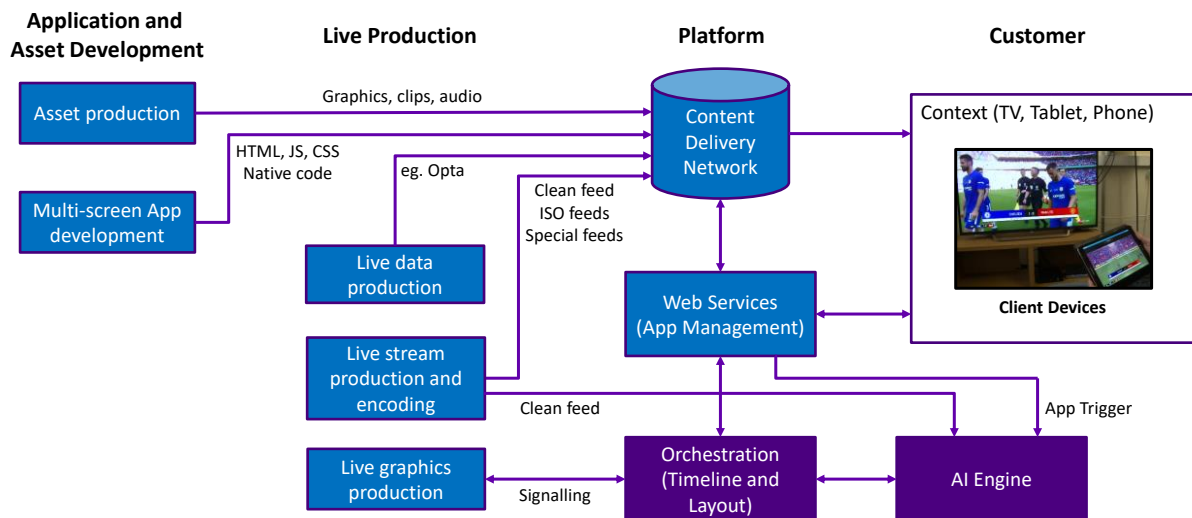 Application and
Asset Development
Live Production
Platform
Customer
Asset production
Graphics, clips, audio
Content
Delivery
Network
Context (TV, Tablet, Phone)
HTML, JS, CSS
Native code
eg. Opta
Multi-screen App
development
Clean feed
ISO feeds
Special feeds
Live data
production
Web Services
(App Management)
Client Devices
Live stream
production and
encoding
Clean feed
App Trigger
Live graphics
production
Signalling
Orchestration
(Timeline and
Layout)
AI Engine